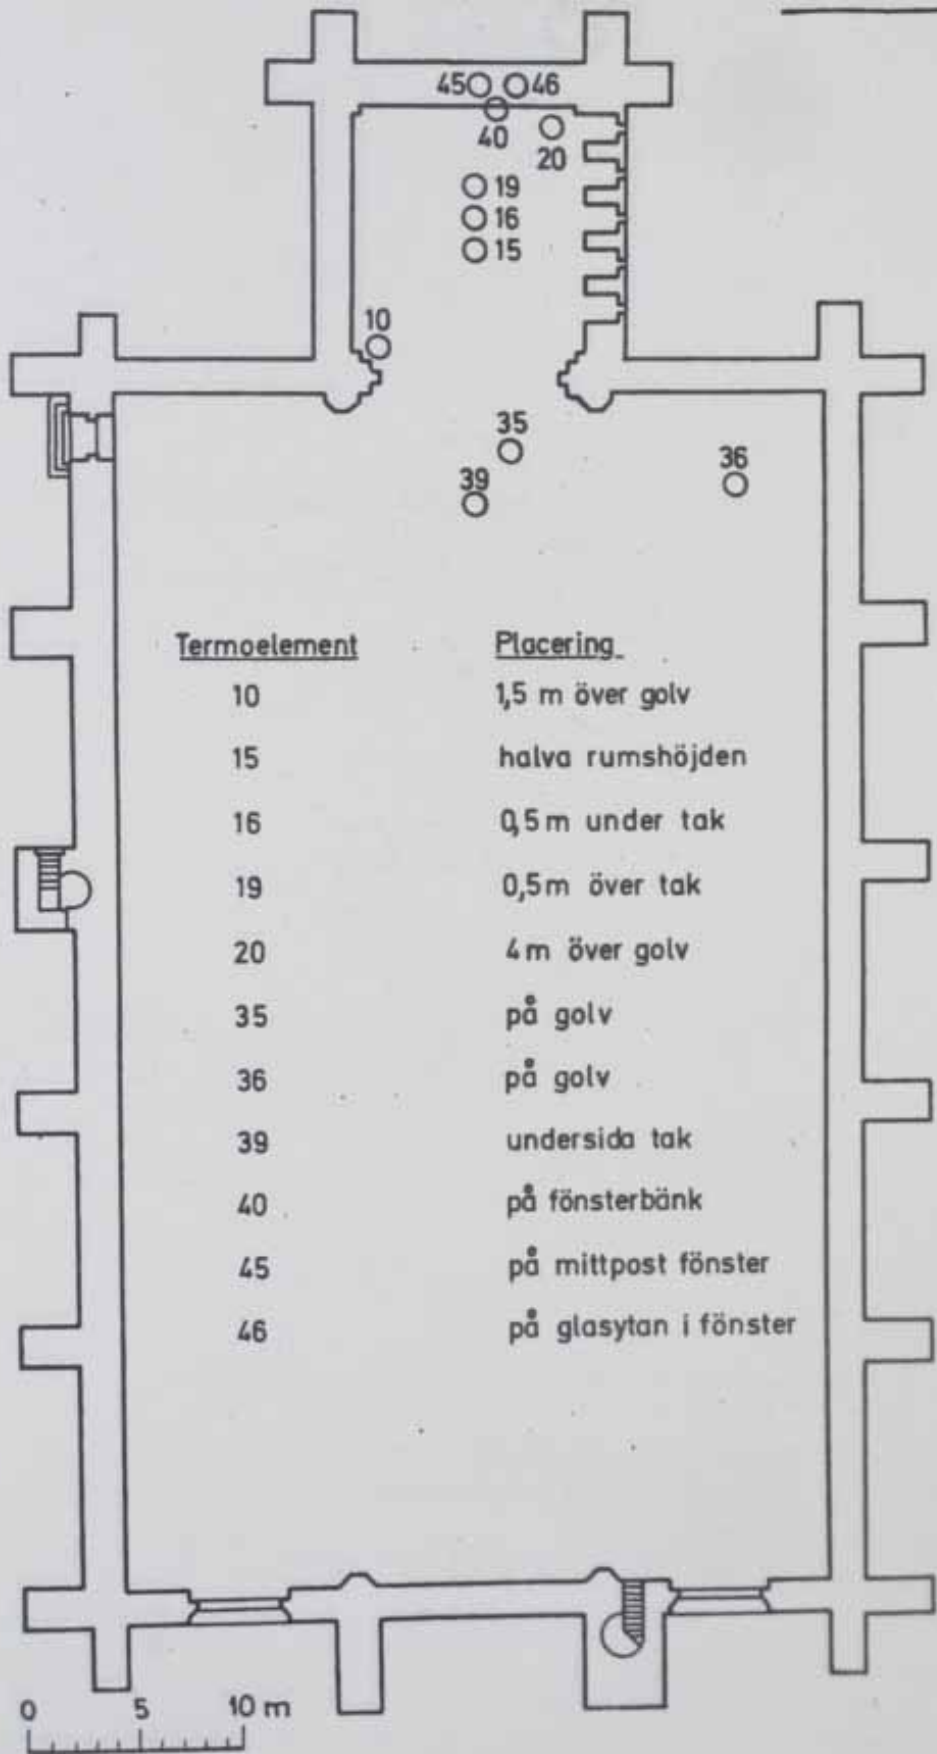 45 46
40
20
19
16
15
10
35
36
39
Termoelement Placering
10 1,5 m över golv
15 halva rumshöjden
16 0,5 m under tak
19 0,5 m över tak
20 4 m över golv
35 på golv
36 på golv
39 undersida tak
40 på fönsterbänk
45 på mittpost fönster
46 på glasytan i fönster
0 5 10 m